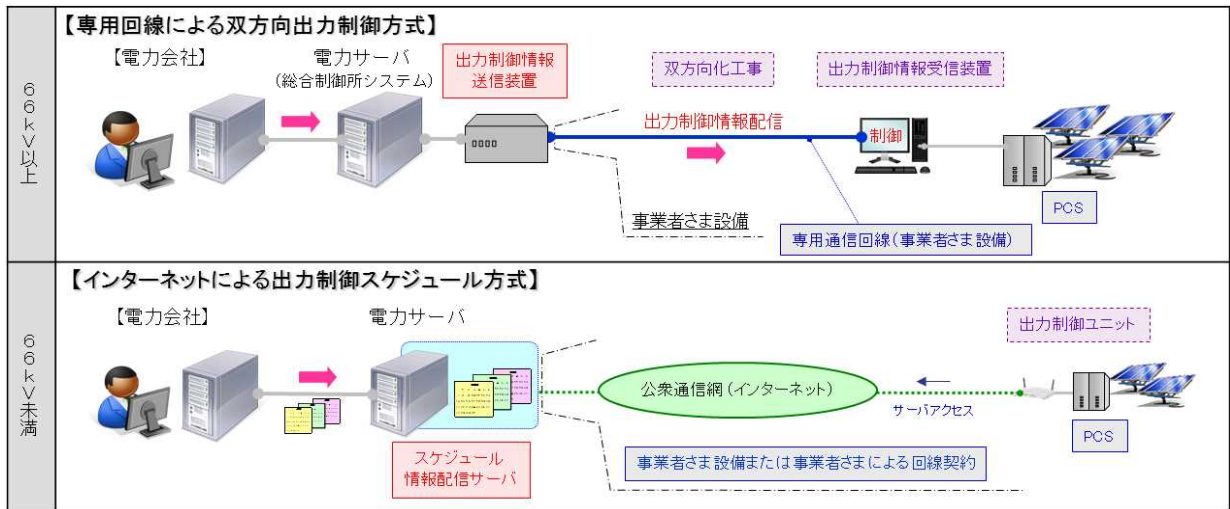 66kV以上
【専用回線による双方向出力制御方式】
【電力会社】
電力サーバ
(総合制御所システム)
出力制御情報
送信装置
双方向化工事
出力制御情報受信装置
出力制御情報配信
制御
事業者さま設備
専用通信回線(事業者さま設備)
PCS
66kV未満
【インターネットによる出力制御スケジュール方式】
【電力会社】
電力サーバ
出力制御ユニット
公衆通信網(インターネット)
サーバアクセス
スケジュール
情報配信サーバ
事業者さま設備または事業者さまによる回線契約
PCS